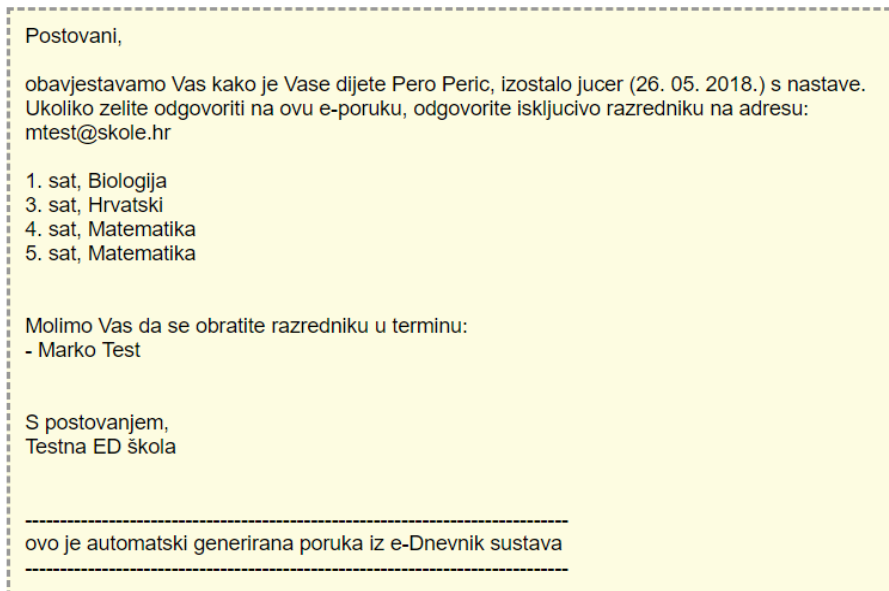 Postovani,
obavjestavamo Vas kako je Vase dijete Pero Peric, izostalo jucer (26. 05. 2018.) s nastave.
Ukoliko zelite odgovoriti na ovu e-poruku, odgovorite iskljucivo razredniku na adresu:
mtest@skole.hr
1. sat, Biologija
3. sat, Hrvatski
4. sat, Matematika
5. sat, Matematika
Molimo Vas da se obratite razredniku u terminu:
- Marko Test
S postovanjem,
Testna ED škola
------------------------------------------------------------------------------
ovo je automatski generirana poruka iz e-Dnevnik sustava
------------------------------------------------------------------------------